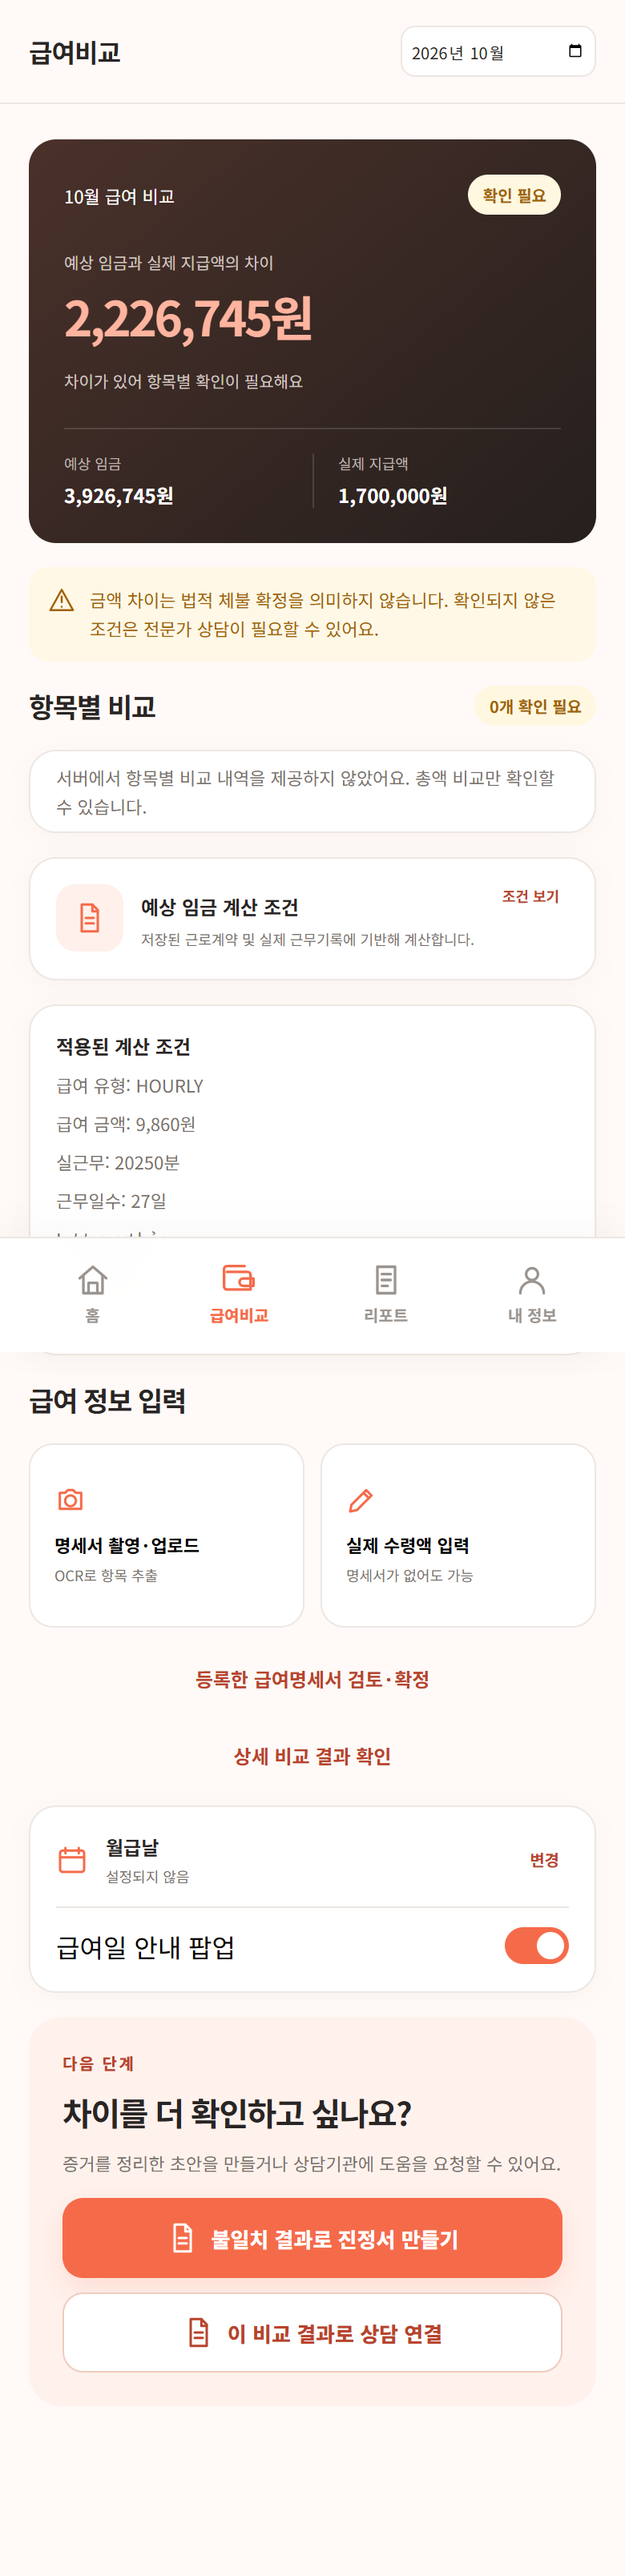 급여비교
2026년 10월
10월 급여 비교
확인 필요
예상 임금과 실제 지급액의 차이
2,226,745원
차이가 있어 항목별 확인이 필요해요
예상 임금
3,926,745원
실제 지급액
1,700,000원
금액 차이는 법적 체불 확정을 의미하지 않습니다. 확인되지 않은
조건은 전문가 상담이 필요할 수 있어요.
항목별 비교
0개 확인 필요
서버에서 항목별 비교 내역을 제공하지 않았어요. 총액 비교만 확인할
수 있습니다.
예상 임금 계산 조건
조건 보기
저장된 근로계약 및 실제 근무기록에 기반해 계산합니다.
적용된 계산 조건
급여 유형: HOURLY
급여 금액: 9,860원
실근무: 20250분
근무일수: 27일
홈
급여비교
리포트
내 정보
급여 정보 입력
명세서 촬영·업로드
OCR로 항목 추출
실제 수령액 입력
명세서가 없어도 가능
등록한 급여명세서 검토·확정
상세 비교 결과 확인
월급날
설정되지 않음
변경
급여일 안내 팝업
다음 단계
차이를 더 확인하고 싶나요?
증거를 정리한 초안을 만들거나 상담기관에 도움을 요청할 수 있어요.
불일치 결과로 진정서 만들기
이 비교 결과로 상담 연결